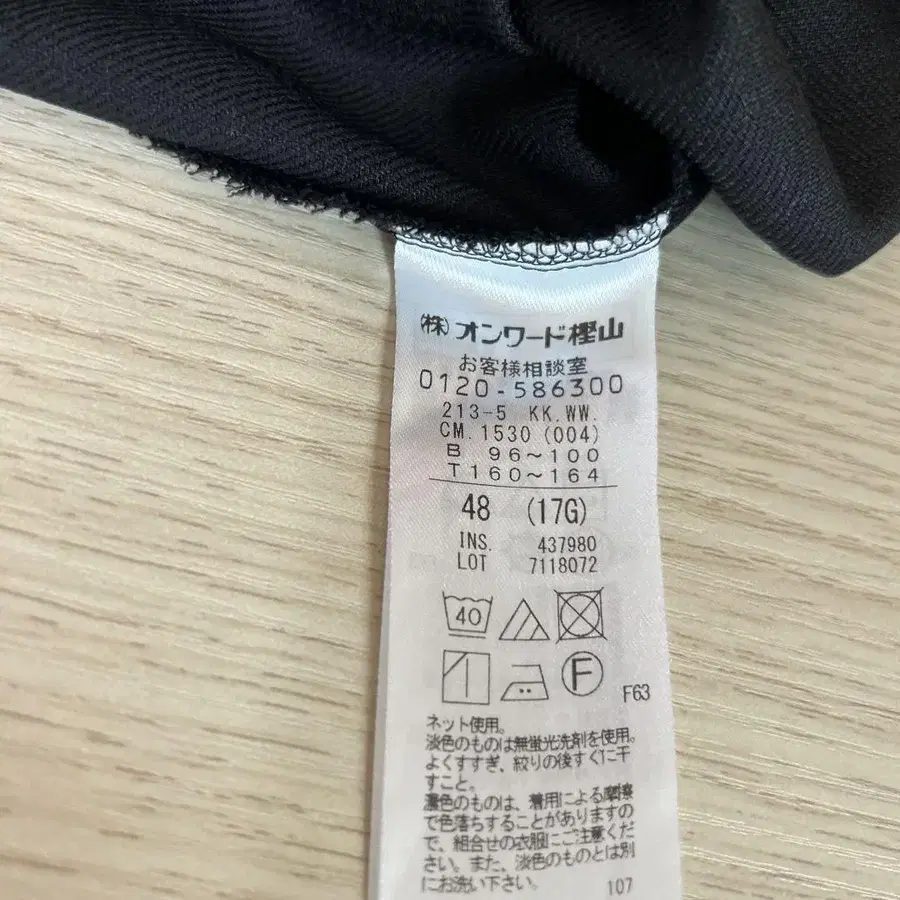 (株)オンワード樫山
お客様相談室
0120-586300
213-5 KK.WW.
CM.1530 (004)
B 96～100
T160～164
48 (17G)
INS. 437980
LOT 7118072
40
F
F63
ネット使用。
淡色のものは無蛍光洗剤を使用。
よくすすぎ、絞りの後すぐに干
すこと。
濃色のものは、着用による摩擦
で色落ちすることがありますの
で、組合せの衣服にご注意くだ
さい。また、淡色のものとは別
にお洗い下さい。
107